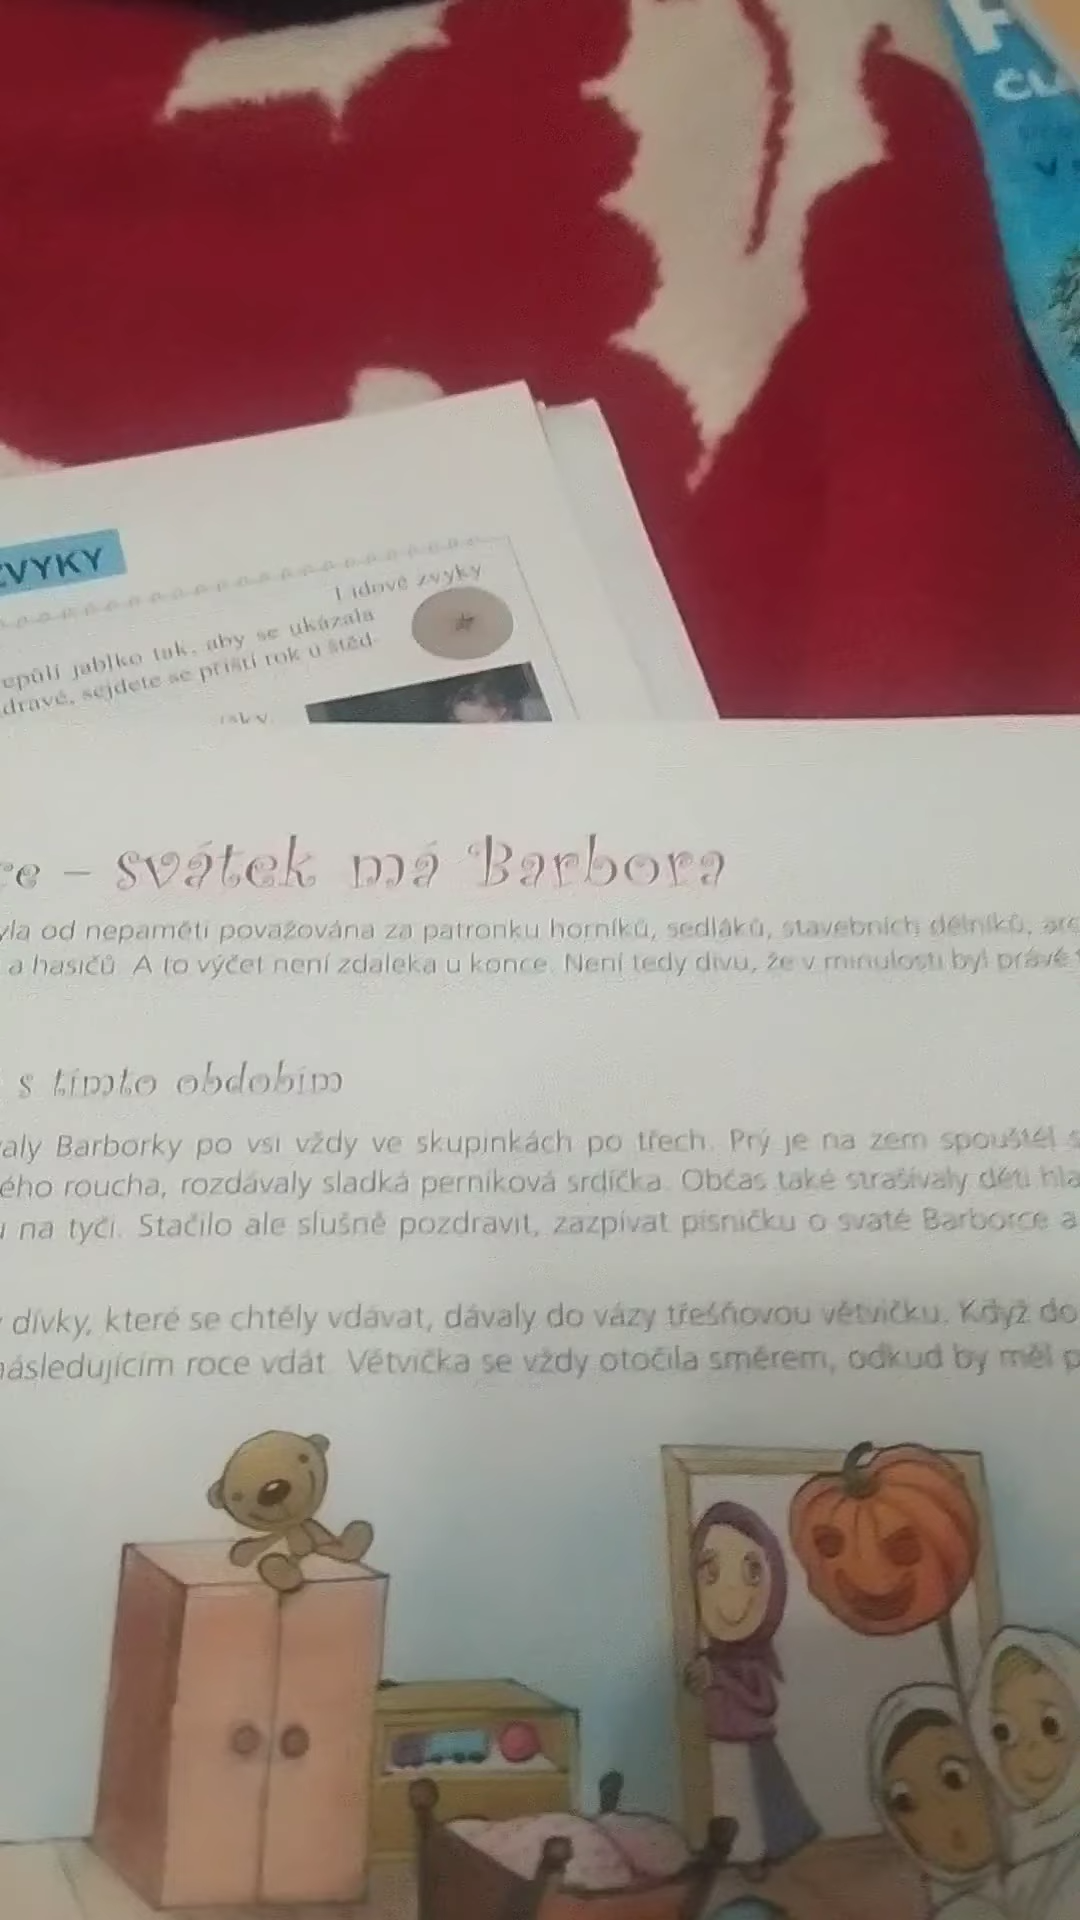 ZVYKY
Lidové zvyky
epůlí jablko tak, aby se ukázala
dravé, sejdete se příští rok u štěd-
– svátek má Barbora
yla od nepaměti považována za patronku horníků, sedláků, stavebních dělníků,
a hasičů. A to výčet není zdaleka u konce. Není tedy divu, že v minulosti byl právě
s tímto obdobím
valy Barborky po vsi vždy ve skupinkách po třech. Prý je na zem spouštěl
ého roucha, rozdávaly sladká perníková srdíčka. Občas také strašívaly děti
na tyči. Stačilo ale slušně pozdravit, zazpívat písničku o svaté Barborce a
dívky, které se chtěly vdávat, dávaly do vázy třešňovou větvičku. Když do
následujícím roce vdát. Větvička se vždy otočila směrem, odkud by měl